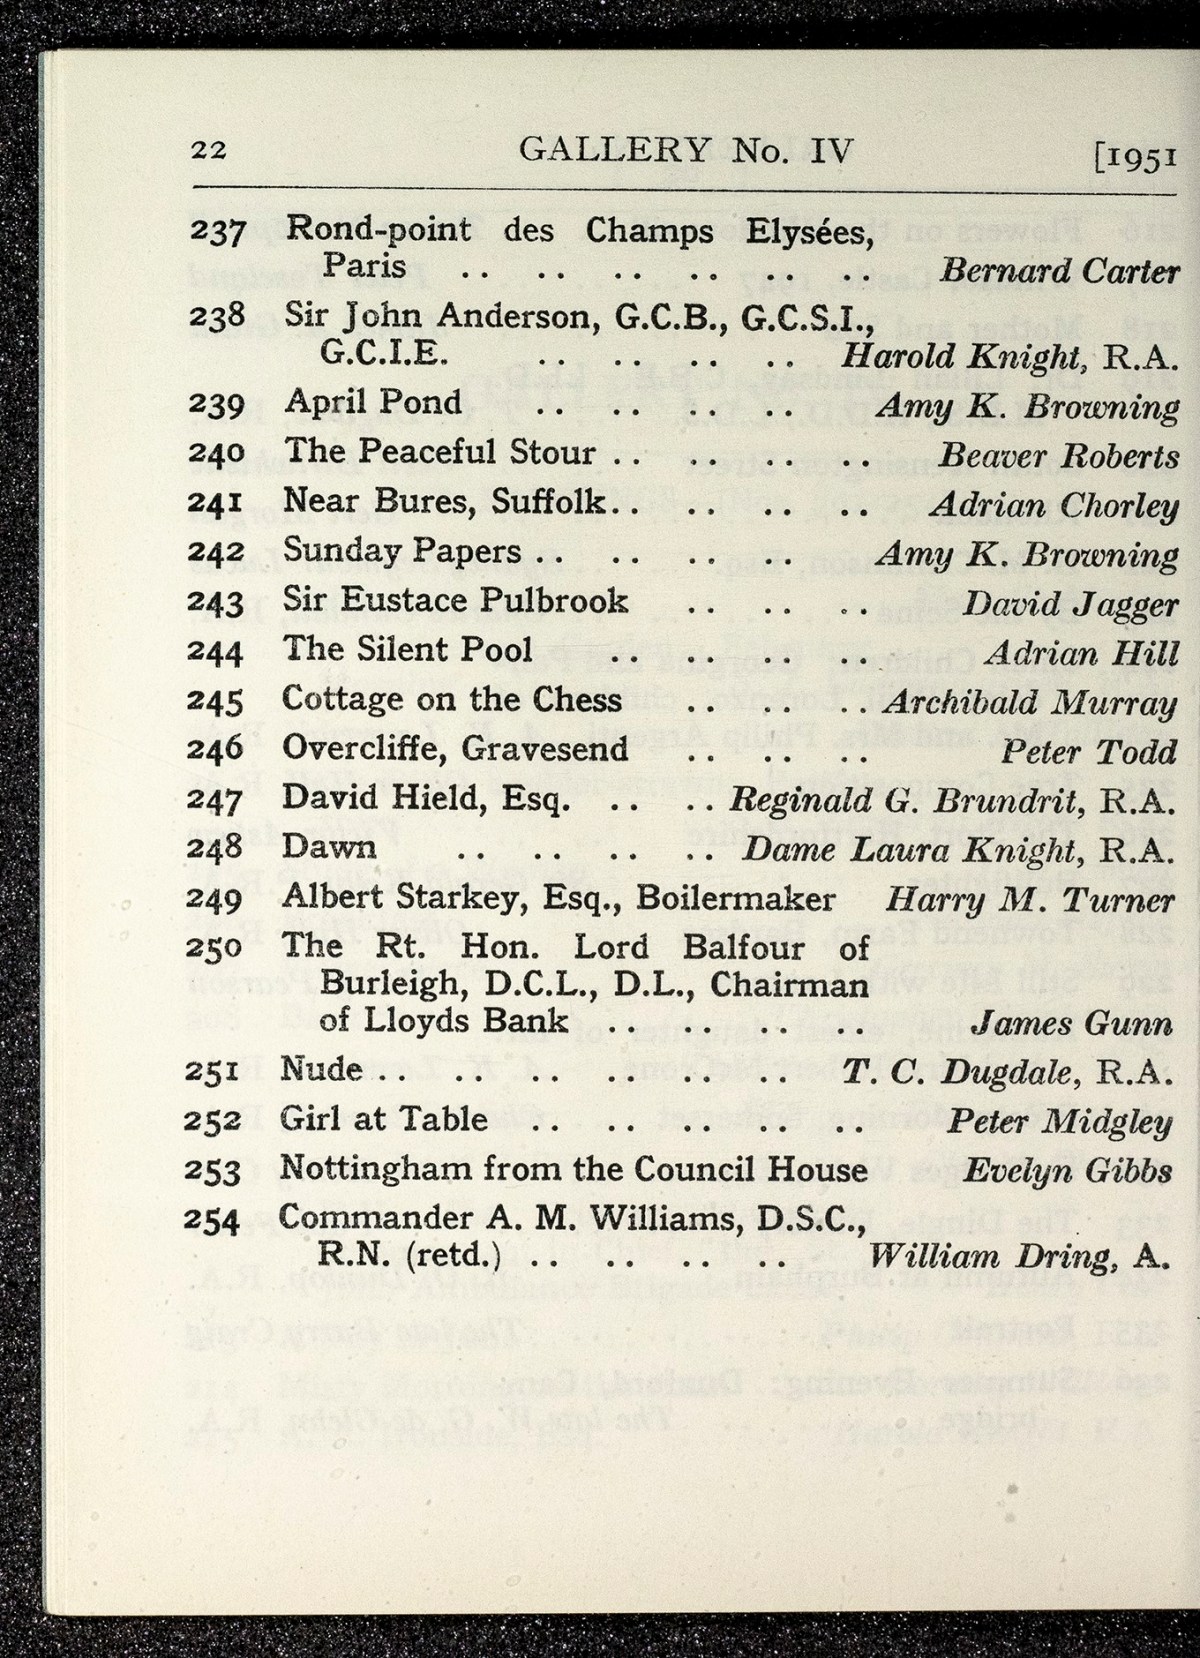 22 GALLERY No. IV [1951
237 Rond-point des Champs Elysées,
Paris .. .. .. .. .. .. Bernard Carter
238 Sir John Anderson, G.C.B., G.C.S.I.,
G.C.I.E. .. .. .. .. Harold Knight, R.A.
239 April Pond .. .. .. .. Amy K. Browning
240 The Peaceful Stour .. .. .. .. Beaver Roberts
241 Near Bures, Suffolk.. .. .. .. Adrian Chorley
242 Sunday Papers .. .. .. .. Amy K. Browning
243 Sir Eustace Pulbrook .. .. .. David Jagger
244 The Silent Pool .. .. .. .. Adrian Hill
245 Cottage on the Chess .. .. .. Archibald Murray
246 Overcliffe, Gravesend .. .. .. Peter Todd
247 David Hield, Esq. .. .. Reginald G. Brundrit, R.A.
248 Dawn .. .. .. .. Dame Laura Knight, R.A.
249 Albert Starkey, Esq., Boilermaker Harry M. Turner
250 The Rt. Hon. Lord Balfour of
Burleigh, D.C.L., D.L., Chairman
of Lloyds Bank .. .. .. .. James Gunn
251 Nude .. .. .. .. .. .. T. C. Dugdale, R.A.
252 Girl at Table .. .. .. .. .. Peter Midgley
253 Nottingham from the Council House Evelyn Gibbs
254 Commander A. M. Williams, D.S.C.,
R.N. (retd.) .. .. .. .. William Dring, A.